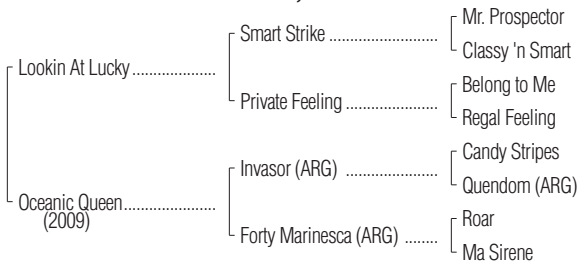 Mr. Prospector
Smart Strike ........................
Classy 'n Smart
Lookin At Lucky ....................
Belong to Me
Private Feeling ......................
Regal Feeling
Candy Stripes
Invasor (ARG) .......................
Quendom (ARG)
Oceanic Queen ......................
(2009)
Roar
Forty Marinesca (ARG) ........
Ma Sirene